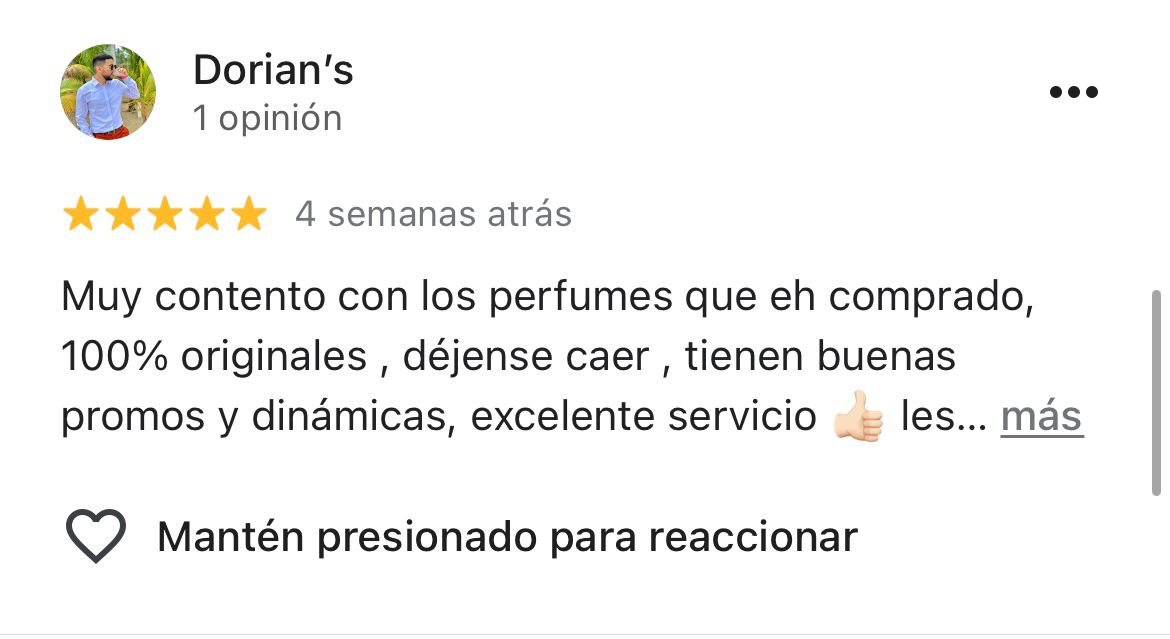 Dorian’s
1 opinión
4 semanas atrás
Muy contento con los perfumes que eh comprado,
100% originales , déjense caer , tienen buenas
promos y dinámicas, excelente servicio 👍🏻 les... más
Mantén presionado para reaccionar